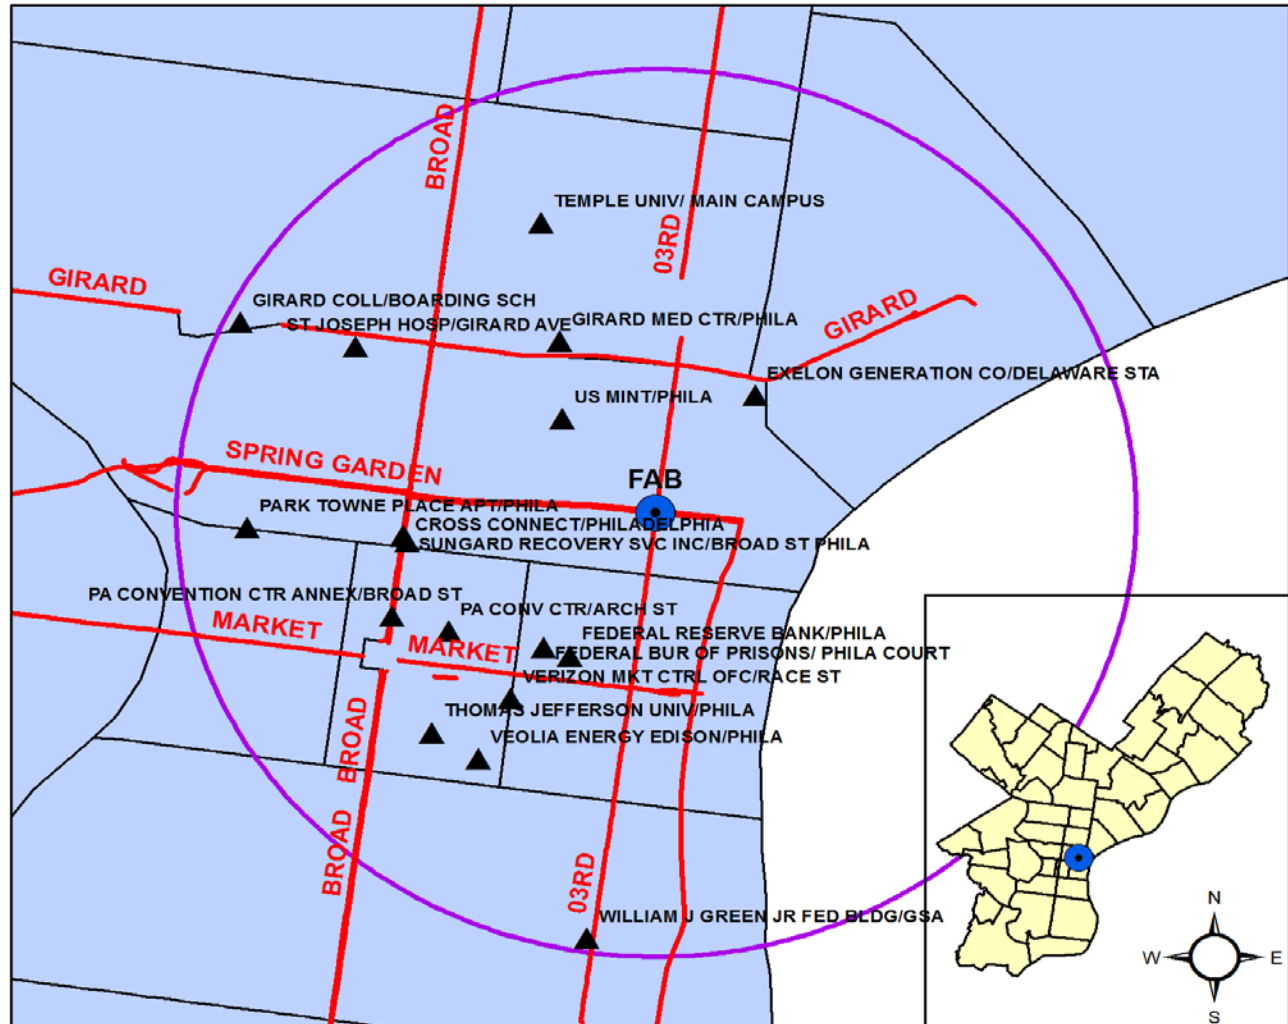 BROAD
TEMPLE UNIV/ MAIN CAMPUS
03RD
GIRARD
GIRARD COLL/BOARDING SCH
ST JOSEPH HOSP/GIRARD AVE
GIRARD MED CTR/PHILA
GIRARD
EXELON GENERATION CO/DELAWARE STA
US MINT/PHILA
SPRING GARDEN
FAB
PARK TOWNE PLACE APT/PHILA
CROSS CONNECT/PHILADELPHIA
SUNGARD RECOVERY SVC INC/BROAD ST PHILA
PA CONVENTION CTR ANNEX/BROAD ST
PA CONV CTR/ARCH ST
MARKET
MARKET
FEDERAL RESERVE BANK/PHILA
FEDERAL BUR OF PRISONS/ PHILA COURT
VERIZON MKT CTRL OFC/RACE ST
THOMAS JEFFERSON UNIV/PHILA
BROAD
VEOLIA ENERGY EDISON/PHILA
BROAD
03RD
WILLIAM J GREEN JR FED BLDG/GSA
N
W
E
S